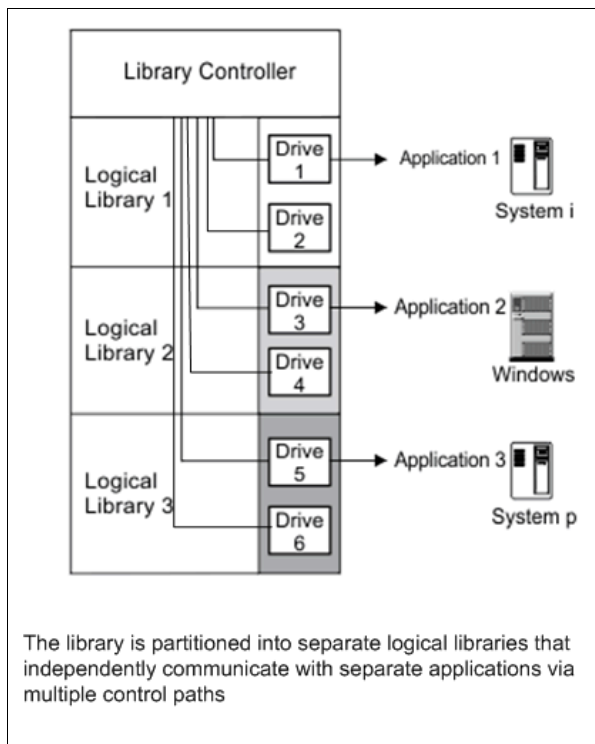 Library Controller
Logical
Library 1
Drive
1
Application 1
System i
Drive
2
Logical
Library 2
Drive
3
Application 2
Windows
Drive
4
Logical
Library 3
Drive
5
Application 3
System p
Drive
6
The library is partitioned into separate logical libraries that
independently communicate with separate applications via
multiple control paths